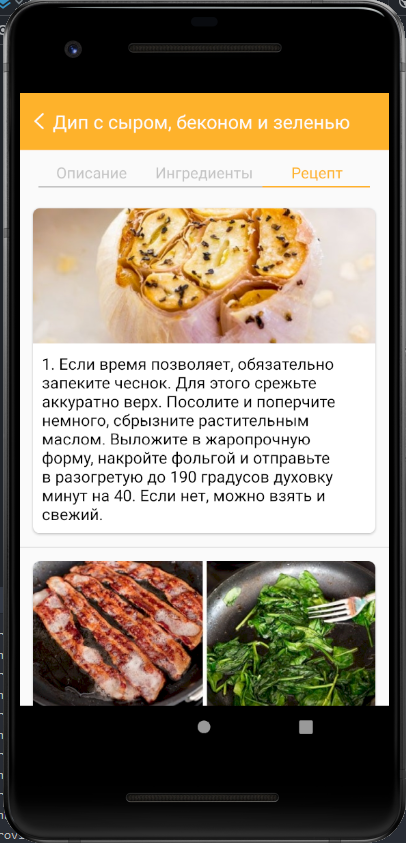 Дип с сыром, беконом и зеленью
Описание Ингредиенты Рецепт
1. Если время позволяет, обязательно
запеките чеснок. Для этого срежьте
аккуратно верх. Посолите и поперчите
немного, сбрызните растительным
маслом. Выложите в жаропрочную
форму, накройте фольгой и отправьте
в разогретую до 190 градусов духовку
минут на 40. Если нет, можно взять и
свежий.